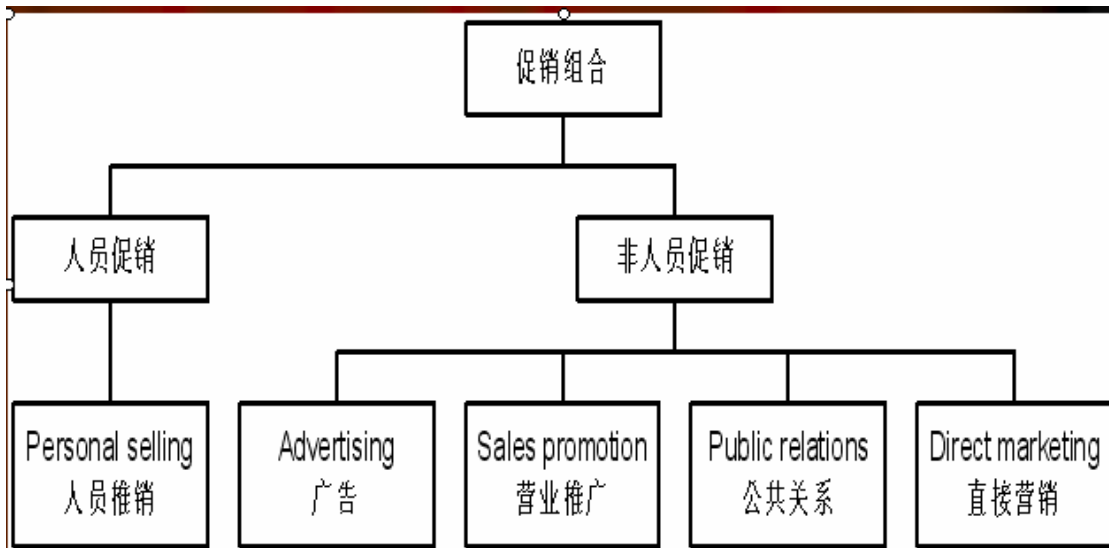 促销组合
人员促销
非人员促销
Personal selling
人员推销
Advertising
广告
Sales promotion
营业推广
Public relations
公共关系
Direct marketing
直接营销